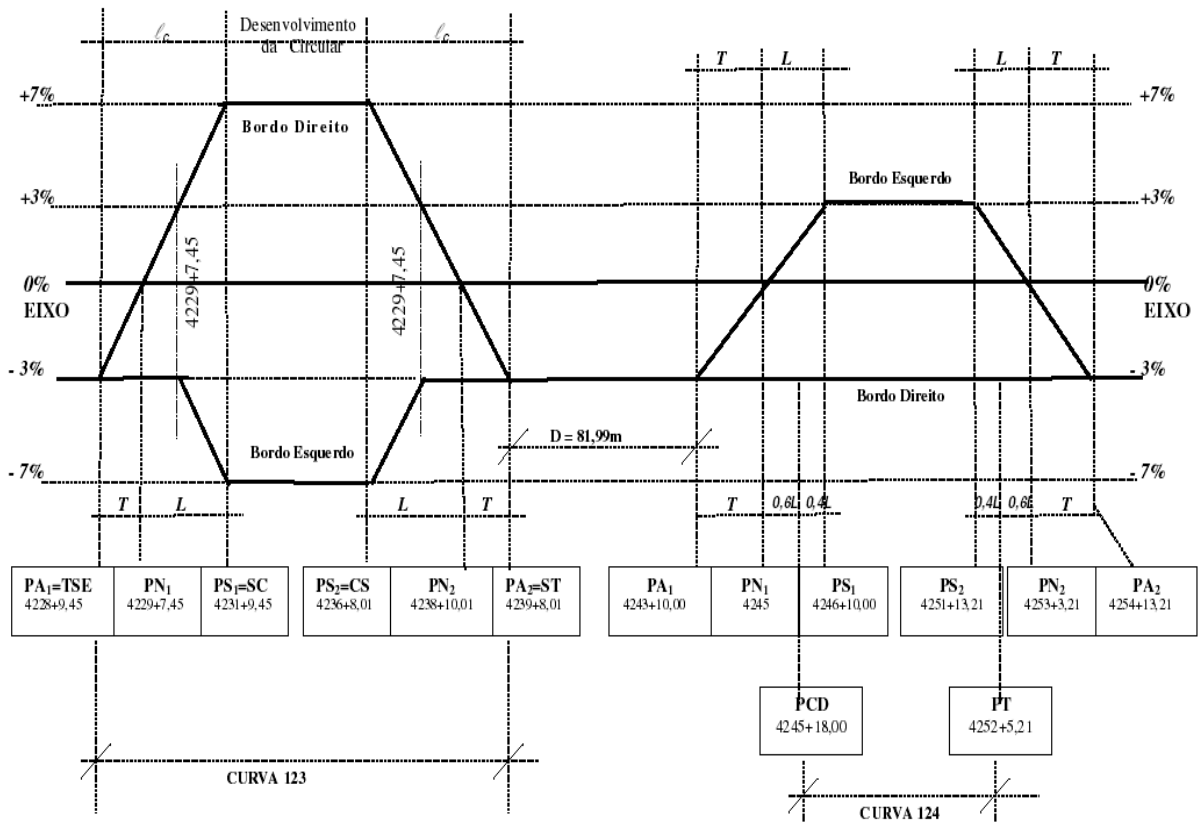 ℓc
Desenvolvimento
da Circular
ℓc
T
L
L
T
+7%
+7%
Bordo Direito
Bordo Esquerdo
+3%
+3%
4229+7,45
4229+7,45
0%
0%
EIXO
EIXO
- 3%
- 3%
Bordo Direito
D = 81,99m
Bordo Esquerdo
- 7%
- 7%
T
L
L
T
T
0,6L
0,4L
0,4L
0,6L
T
PA1=TSE
4228+9,45
PN1
4229+7,45
PS1=SC
4231+9,45
PS2=CS
4236+8,01
PN2
4238+10,01
PA2=ST
4239+8,01
PA1
4243+10,00
PN1
4245
PS1
4246+10,00
PS2
4251+13,21
PN2
4253+3,21
PA2
4254+13,21
PCD
4245+18,00
PT
4252+5,21
CURVA 123
CURVA 124